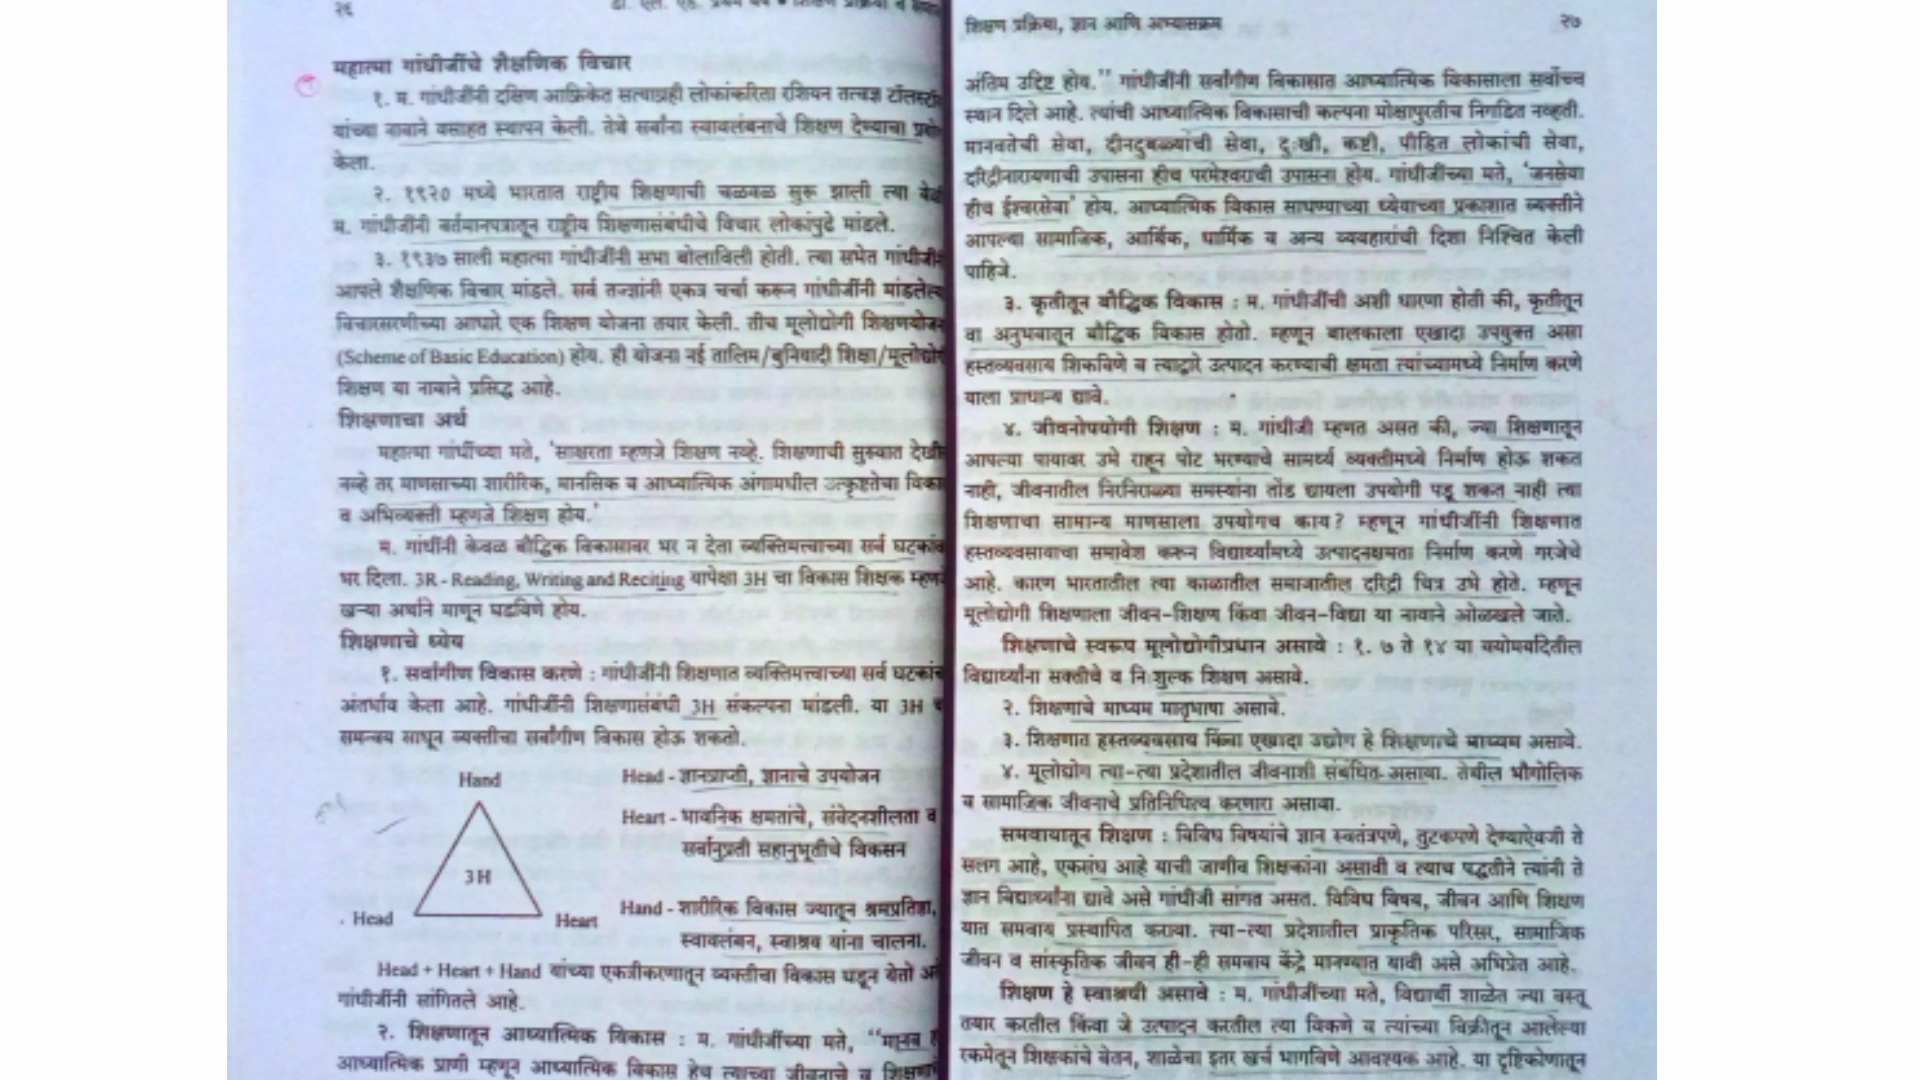 २६
डी. एल. एड. प्रथम वर्ष • शिक्षण प्रक्रिया व
महात्मा गांधीजींचे शैक्षणिक विचार
१. म. गांधीजींनी दक्षिण आफ्रिकेत सत्याग्रही लोकांकरिता रशियन तत्वज्ञ टॉलस्टॉय
यांच्या नावाने वसाहत स्थापन केली. तेथे सर्वांना स्वावलंबनाचे शिक्षण देण्याचा प्रयोग
केला.
२. १९२० मध्ये भारतात राष्ट्रीय शिक्षणाची चळवळ सुरू झाली त्या वेळी
म. गांधीजींनी वर्तमानपत्रातून राष्ट्रीय शिक्षणासंबंधीचे विचार लोकांपुढे मांडले.
३. १९३७ साली महात्मा गांधीजींनी सभा बोलाविली होती. त्या सभेत गांधीजींनी
आपले शैक्षणिक विचार मांडले. सर्व तज्ज्ञांनी एकत्र चर्चा करून गांधीजींनी मांडलेल्या
विचारसरणीच्या आधारे एक शिक्षण योजना तयार केली. तीच मूलोद्योगी शिक्षणयोजना
(Scheme of Basic Education) होय. ही योजना नई तालिम/बुनियादी शिक्षा/मूलोद्योगी
शिक्षण या नावाने प्रसिद्ध आहे.
शिक्षणाचा अर्थ
महात्मा गांधींच्या मते, 'साक्षरता म्हणजे शिक्षण नव्हे. शिक्षणाची सुरुवात देखील
नव्हे तर माणसाच्या शारीरिक, मानसिक व आध्यात्मिक अंगामधील उत्कृष्टतेचा विकास
व अभिव्यक्ती म्हणजे शिक्षण होय.'
म. गांधींनी केवळ बौद्धिक विकासावर भर न देता व्यक्तिमत्त्वाच्या सर्व घटकांवर
भर दिला. 3R - Reading, Writing and Reciting यापेक्षा 3H चा विकास शिक्षक म्हणजे
खऱ्या अर्थाने माणून घडविणे होय.
शिक्षणाचे ध्येय
१. सर्वांगीण विकास करणे : गांधीजींनी शिक्षणात व्यक्तिमत्त्वाच्या सर्व घटकांचा
अंतर्भाव केला आहे. गांधीजींनी शिक्षणासंबंधी 3H संकल्पना मांडली. या 3H चा
समन्वय साधून व्यक्तीचा सर्वांगीण विकास होऊ शकतो.
Hand
3H
Head
Heart
Head - ज्ञानप्राप्ती, ज्ञानाचे उपयोजन
Heart - भावनिक क्षमतांचे, संवेदनशीलता व
सर्वांनुप्रती सहानुभूतीचे विकसन
Hand - शारीरिक विकास ज्यातून श्रमप्रतिष्ठा,
स्वावलंबन, स्वाश्रय यांना चालना.
Head + Heart + Hand यांच्या एकत्रीकरणातून व्यक्तीचा विकास घडून येतो असे
गांधीजींनी सांगितले आहे.
२. शिक्षणातून आध्यात्मिक विकास : म. गांधीजींच्या मते, "मानव हा
आध्यात्मिक प्राणी म्हणून आध्यात्मिक विकास हेच त्याच्या जीवनाचे व शिक्षणाचे
शिक्षण प्रक्रिया, ज्ञान आणि अभ्यासक्रम
२७
अंतिम उद्दिष्ट होय." गांधीजींनी सर्वांगीण विकासात आध्यात्मिक विकासाला सर्वोच्च
स्थान दिले आहे. त्यांची आध्यात्मिक विकासाची कल्पना मोक्षापुरतीच निगडित नव्हती.
मानवतेची सेवा, दीनदुबळ्यांची सेवा, दुःखी, कष्टी, पीडित लोकांची सेवा,
दरिद्रीनारायणाची उपासना हीच परमेश्वराची उपासना होय. गांधीजींच्या मते, 'जनसेवा
हीच ईश्वरसेवा' होय. आध्यात्मिक विकास साधण्याच्या ध्येयाच्या प्रकाशात व्यक्तीने
आपल्या सामाजिक, आर्थिक, धार्मिक व अन्य व्यवहारांची दिशा निश्चित केली
पाहिजे.
३. कृतीतून बौद्धिक विकास : म. गांधीजींची अशी धारणा होती की, कृतीतून
वा अनुभवातून बौद्धिक विकास होतो. म्हणून बालकाला एखादा उपयुक्त असा
हस्तव्यवसाय शिकविणे व त्याद्वारे उत्पादन करण्याची क्षमता त्यांच्यामध्ये निर्माण करणे
याला प्राधान्य द्यावे.
४. जीवनोपयोगी शिक्षण : म. गांधीजी म्हणत असत की, ज्या शिक्षणातून
आपल्या पायावर उभे राहून पोट भरण्याचे सामर्थ्य व्यक्तीमध्ये निर्माण होऊ शकत
नाही, जीवनातील निरनिराळ्या समस्यांना तोंड द्यायला उपयोगी पडू शकत नाही त्या
शिक्षणाचा सामान्य माणसाला उपयोगच काय? म्हणून गांधीजींनी शिक्षणात
हस्तव्यवसायाचा समावेश करून विद्यार्थ्यांमध्ये उत्पादनक्षमता निर्माण करणे गरजेचे
आहे. कारण भारतातील त्या काळातील समाजातील दरिद्री चित्र उभे होते. म्हणून
मूलोद्योगी शिक्षणाला जीवन-शिक्षण किंवा जीवन-विद्या या नावाने ओळखले जाते.
शिक्षणाचे स्वरूप मूलोद्योगीप्रधान असावे : १. ७ ते १४ या वयोमर्यादेतील
विद्यार्थ्यांना सक्तीचे व निःशुल्क शिक्षण असावे.
२. शिक्षणाचे माध्यम मातृभाषा असावे.
३. शिक्षणात हस्तव्यवसाय किंवा एखादा उद्योग हे शिक्षणाचे माध्यम असावे.
४. मूलोद्योग त्या-त्या प्रदेशातील जीवनाशी संबंधित असावा. तेथील भौगोलिक
व सामाजिक जीवनाचे प्रतिनिधित्व करणारा असावा.
समवायातून शिक्षण : विविध विषयांचे ज्ञान स्वतंत्रपणे, तुटकपणे देण्याऐवजी ते
सलग आहे, एकसंध आहे याची जाणीव शिक्षकांना असावी व त्याच पद्धतीने त्यांनी ते
ज्ञान विद्यार्थ्यांना द्यावे असे गांधीजी सांगत असत. विविध विषय, जीवन आणि शिक्षण
यात समवाय प्रस्थापित करावा. त्या-त्या प्रदेशातील प्राकृतिक परिसर, सामाजिक
जीवन व सांस्कृतिक जीवन ही-ही समवाय केंद्रे मानण्यात यावी असे अभिप्रेत आहे.
शिक्षण हे स्वाश्रयी असावे : म. गांधीजींच्या मते, विद्यार्थी शाळेत ज्या वस्तू
तयार करतील किंवा जे उत्पादन करतील त्या विकणे व त्यांच्या विक्रीतून आलेल्या
रकमेतून शिक्षकांचे वेतन, शाळेचा इतर खर्च भागविणे आवश्यक आहे. या दृष्टिकोणातून